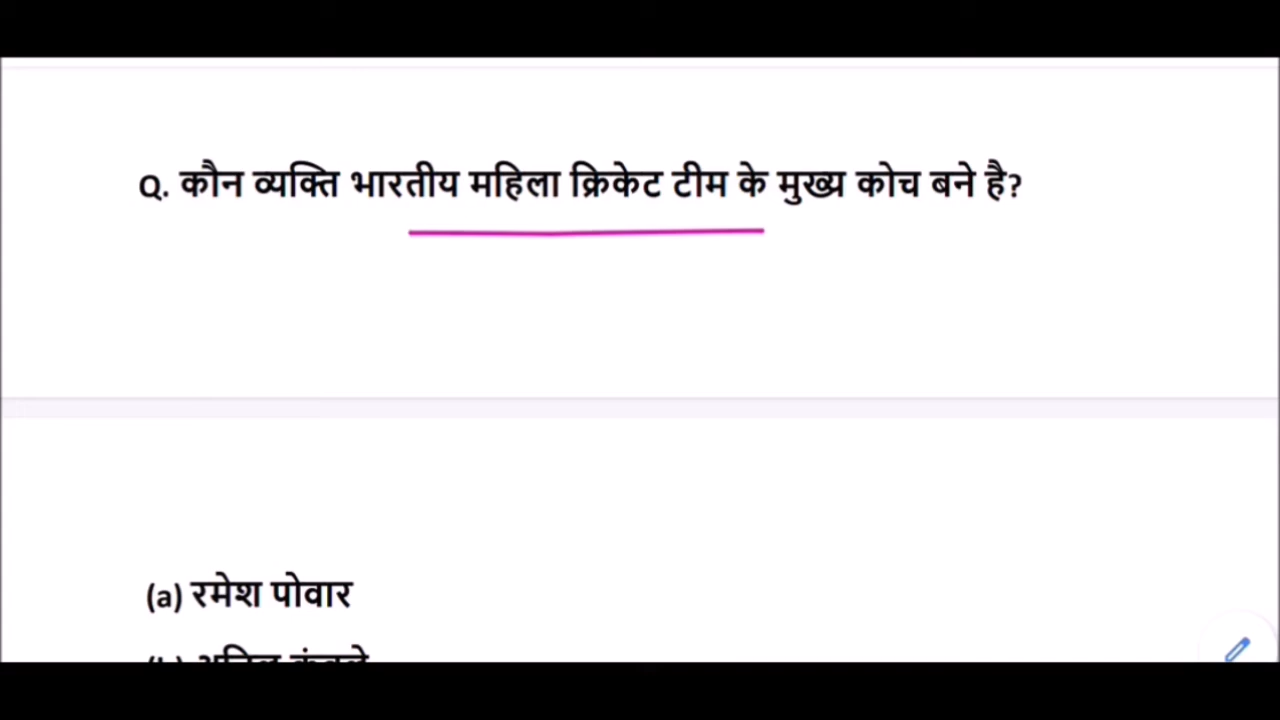 Q. कौन व्यक्ति भारतीय महिला क्रिकेट टीम के मुख्य कोच बने है?
(a) रमेश पोवार